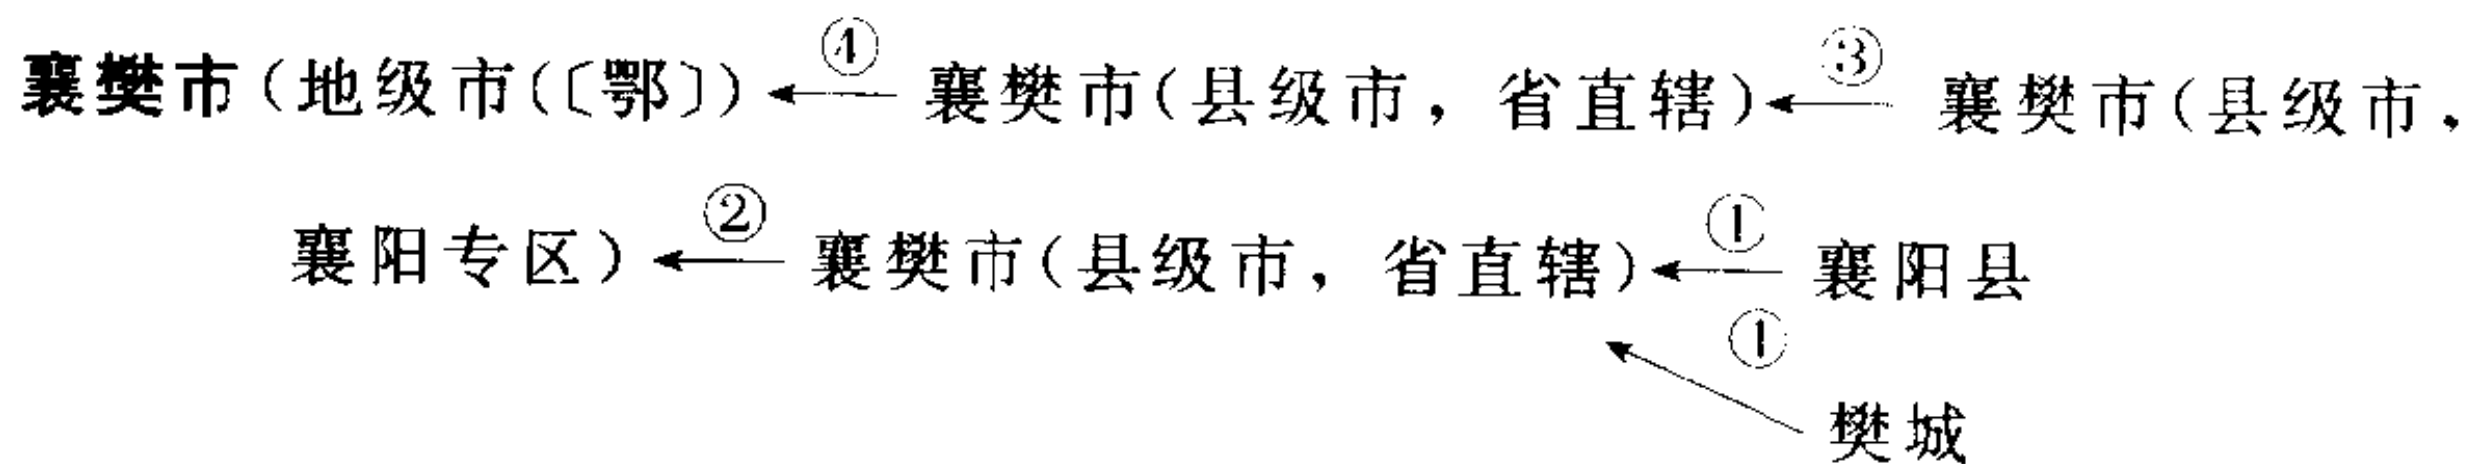 ④ ③
襄樊市(地级市(〔鄂〕))← 襄樊市(县级市，省直辖)← 襄樊市(县级市，
② ①
襄阳专区)← 襄樊市(县级市，省直辖)← 襄阳县
①
樊城